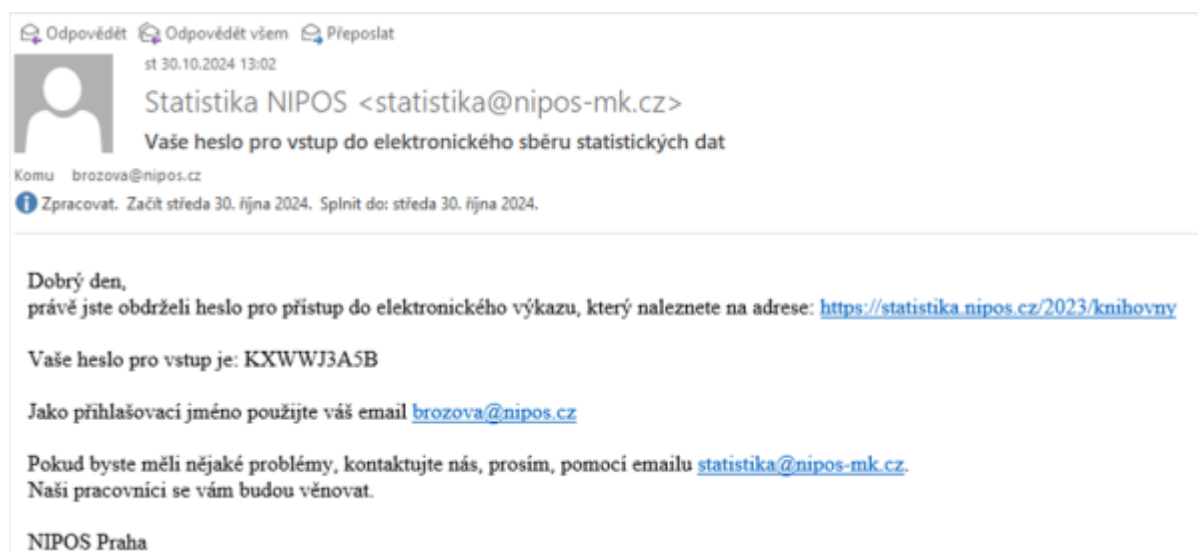 Odpovědět Odpovědět všem Přeposlat
st 30.10.2024 13:02
Statistika NIPOS <statistika@nipos-mk.cz>
Vaše heslo pro vstup do elektronického sběru statistických dat
Komu brozova@nipos.cz
Zpracovat. Začít středa 30. října 2024. Splnit do: středa 30. října 2024.
Dobrý den,
právě jste obdrželi heslo pro přístup do elektronického výkazu, který naleznete na adrese: https://statistika.nipos.cz/2023/knihovny
Vaše heslo pro vstup je: KXWWJ3A5B
Jako přihlašovací jméno použijte váš email brozova@nipos.cz
Pokud byste měli nějaké problémy, kontaktujte nás, prosím, pomocí emailu statistika@nipos-mk.cz.
Naši pracovníci se vám budou věnovat.
NIPOS Praha